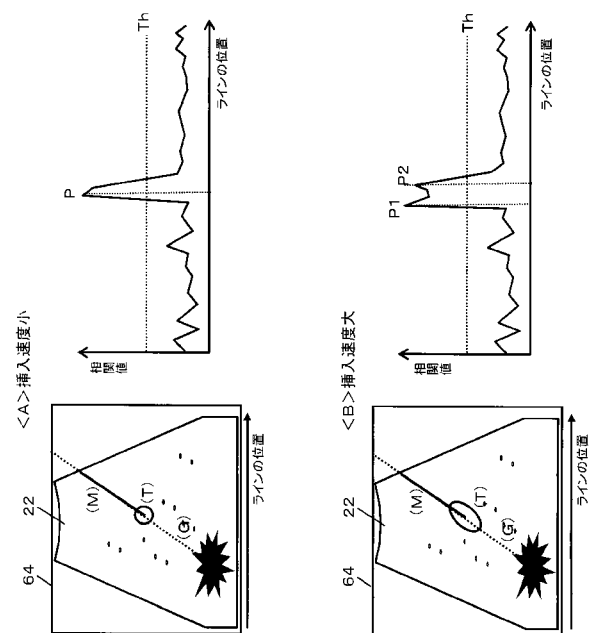 <A>挿入速度小
64
22
(M)
(T)
(G)
ラインの位置
相関値
P
Th
ラインの位置
<B>挿入速度大
64
22
(M)
(T)
(G)
ラインの位置
相関値
P1
P2
Th
ラインの位置